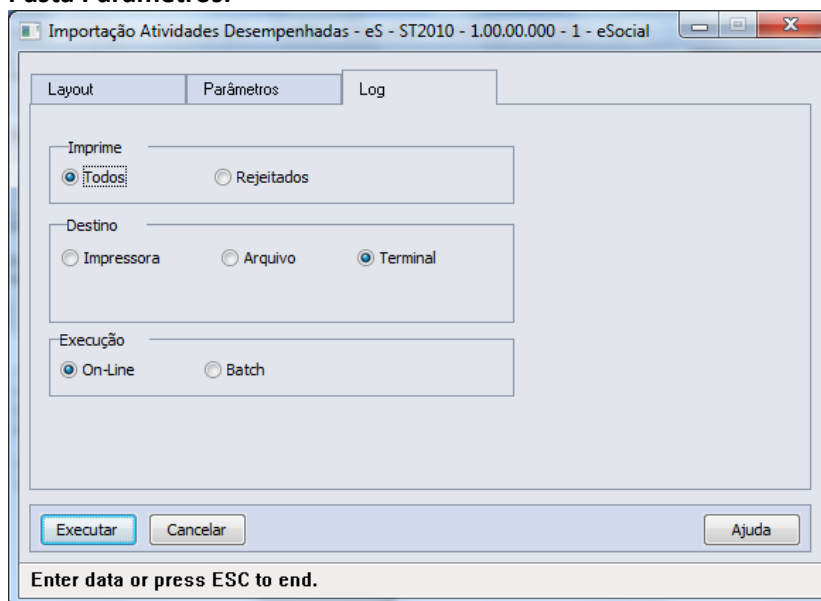 Pasta Parâmetros:
Importação Atividades Desempenhadas - eS - ST2010 - 1.00.00.000 - 1 - eSocial
Layout Parâmetros Log
Imprime
Todos Rejeitados
Destino
Impressora Arquivo Terminal
Execução
On-Line Batch
Executar Cancelar Ajuda
Enter data or press ESC to end.